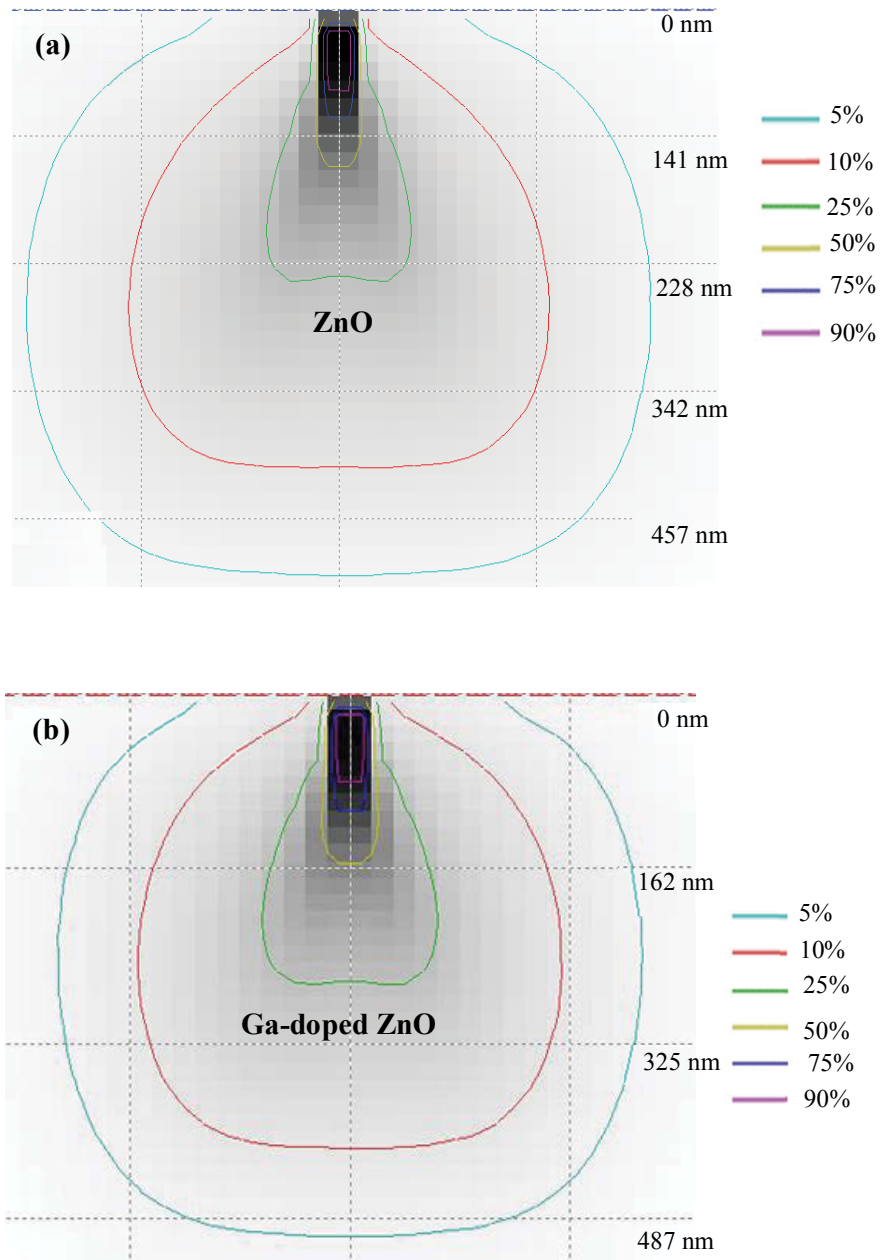 (a)
0 nm
141 nm
228 nm
342 nm
457 nm
ZnO
5%
10%
25%
50%
75%
90%
(b)
0 nm
162 nm
325 nm
487 nm
Ga-doped ZnO
5%
10%
25%
50%
75%
90%